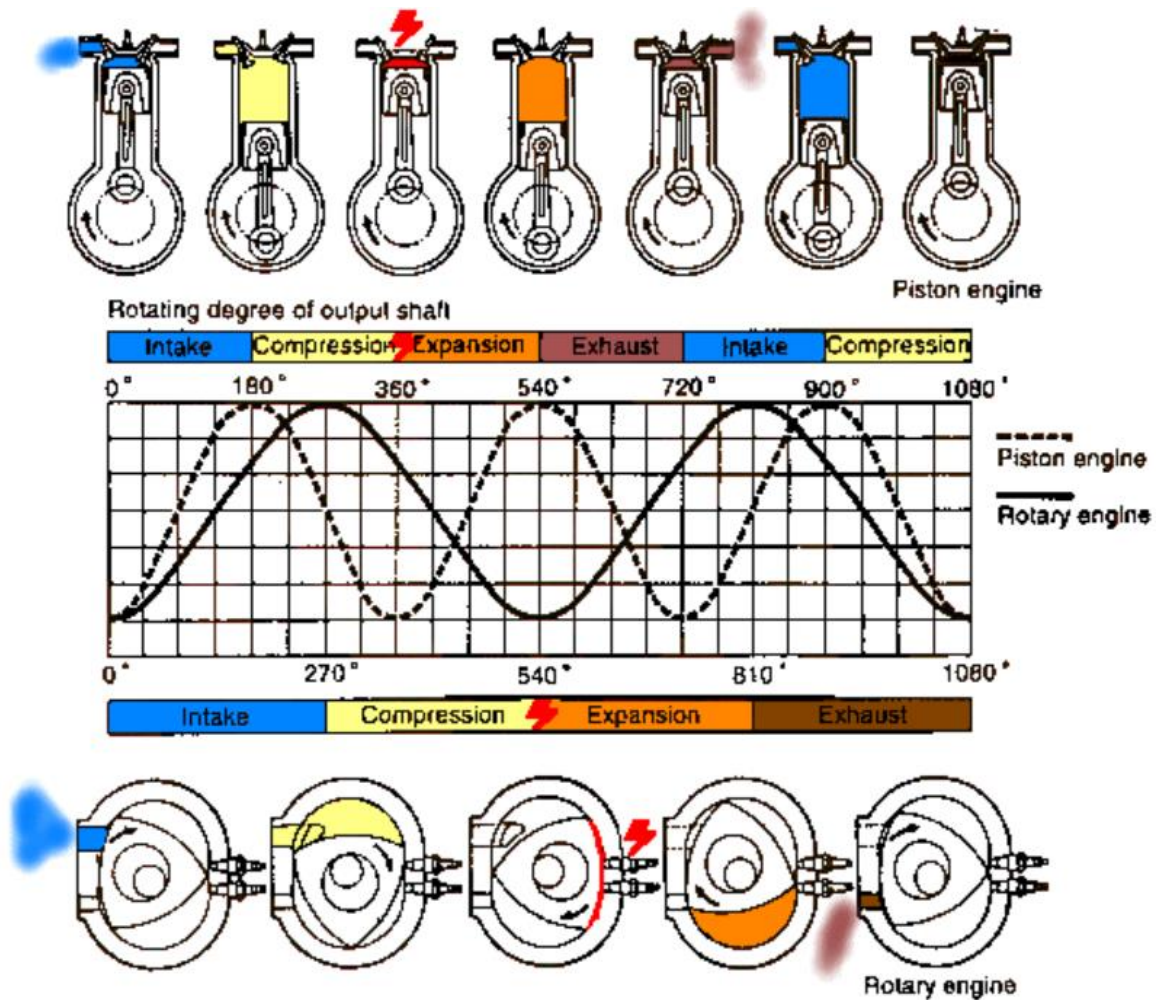 Piston engine
Rotating degree of output shaft
Intake Compression Expansion Exhaust Intake Compression
0° 180° 360° 540° 720° 900° 1080°
Piston engine
Rotary engine
0° 270° 540° 810° 1080°
Intake Compression Expansion Exhaust
Rotary engine